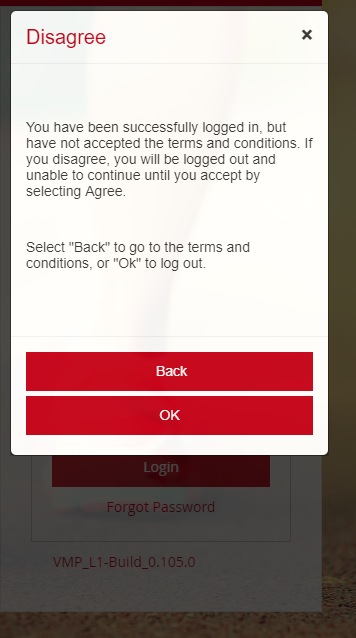 Disagree
×
You have been successfully logged in, but
have not accepted the terms and conditions. If
you disagree, you will be logged out and
unable to continue until you accept by
selecting Agree.
Select "Back" to go to the terms and
conditions, or "Ok" to log out.
Back
OK
Login
Forgot Password
VMP_L1-Build_0.105.0